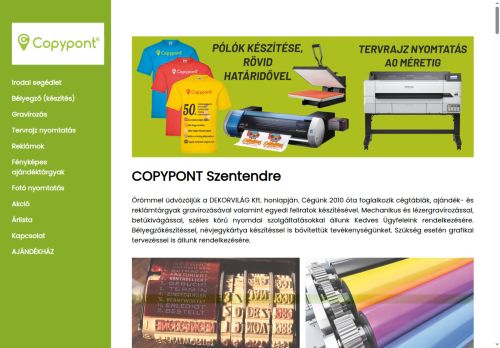 Copypont®
Irodai segédlet
Bélyegző (készítés)
Gravírozás
Tervrajz nyomtatás
Reklámok
Fényképes
ajándéktárgyak
Fotó nyomtatás
Akció
Árlista
Kapcsolat
AJÁNDÉKHÁZ
PÓLÓK KÉSZÍTÉSE,
RÖVID
HATÁRIDŐVEL
TERVRAJZ NYOMTATÁS
A0 MÉRETIG
Copypont
50.
COPYPONT Szentendre
Örömmel üdvözöljük a DEKORVILÁG Kft. honlapján. Cégünk 2010 óta foglalkozik cégtáblák, ajándék- és
reklámtárgyak gravírozásával valamint egyedi feliratok készítésével. Mechanikus és lézergravírozással,
betűkivágással, széles körű nyomdai szolgáltatásokkal állunk Kedves Ügyfeleink rendelkezésére.
Bélyegzőkészítéssel, névjegykártya készítéssel is bővítettük tevékenységünket. Szükség esetén grafikai
tervezéssel is állunk rendelkezésére.